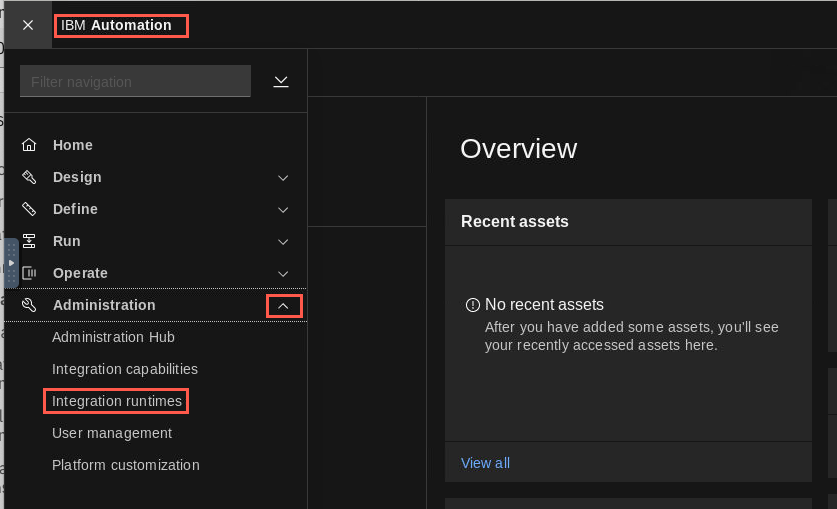 IBM Automation
Filter navigation
Home
Design
Define
Run
Operate
Administration
Administration Hub
Integration capabilities
Integration runtimes
User management
Platform customization
Overview
Recent assets
No recent assets
After you have added some assets, you'll see
your recently accessed assets here.
View all